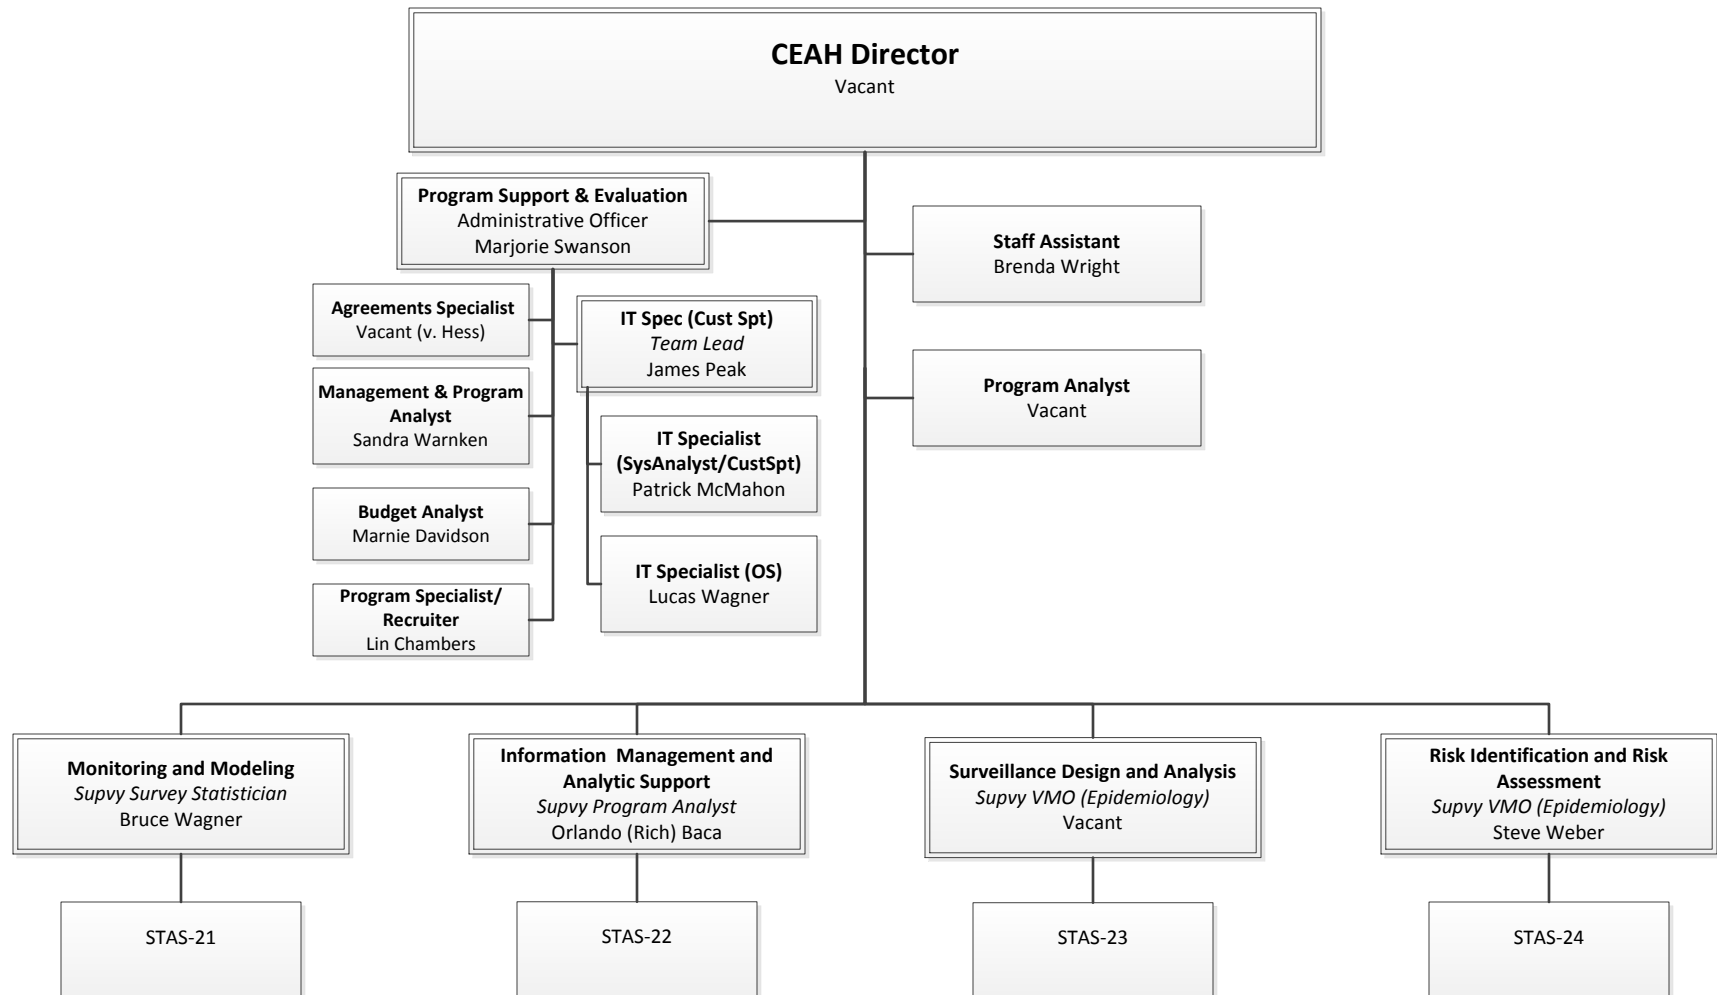 CEAH Director
Vacant
Program Support & Evaluation
Administrative Officer
Marjorie Swanson
Staff Assistant
Brenda Wright
Agreements Specialist
Vacant (v. Hess)
IT Spec (Cust Spt)
Team Lead
James Peak
Program Analyst
Vacant
Management & Program
Analyst
Sandra Warnken
IT Specialist
(SysAnalyst/CustSpt)
Patrick McMahon
Budget Analyst
Marnie Davidson
IT Specialist (OS)
Lucas Wagner
Program Specialist/
Recruiter
Lin Chambers
Monitoring and Modeling
Supvy Survey Statistician
Bruce Wagner
Information  Management and
Analytic Support
Supvy Program Analyst
Orlando (Rich) Baca
Surveillance Design and Analysis
Supvy VMO (Epidemiology)
Vacant
Risk Identification and Risk
Assessment
Supvy VMO (Epidemiology)
Steve Weber
STAS-21
STAS-22
STAS-23
STAS-24